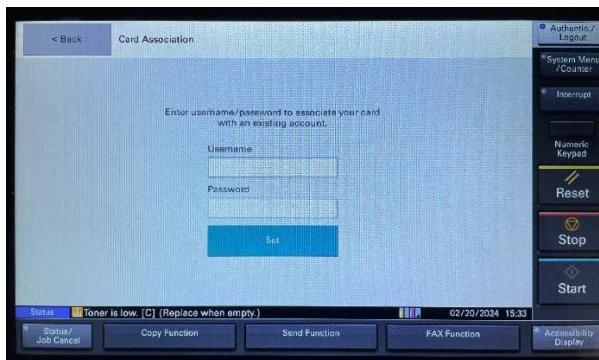 < Back
Card Association
Enter username/password to associate your card
with an existing account.
Username
Password
Set
Authentic./
Logout
System Menu
/Counter
Interrupt
Numeric
Keypad
Reset
Stop
Start
Status
Toner is low. [C] (Replace when empty.)
02/20/2024 15:33
Status/
Job Cancel
Copy Function
Send Function
FAX Function
Accessibility
Display